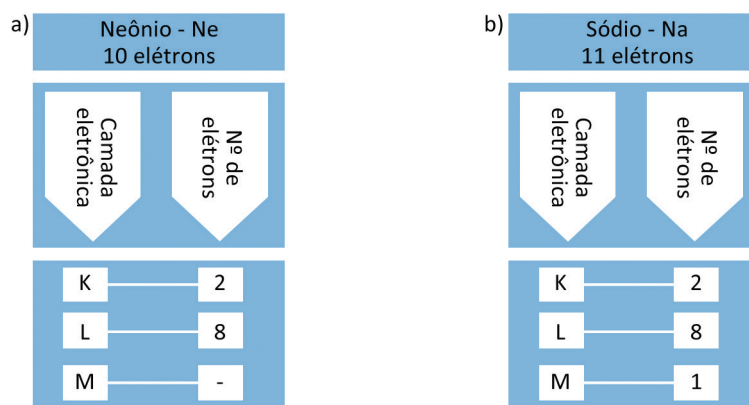 a)
Neônio - Ne
10 elétrons
Camada
eletrônica
Nº de
elétrons
K
2
L
8
M
-
b)
Sódio - Na
11 elétrons
Camada
eletrônica
Nº de
elétrons
K
2
L
8
M
1